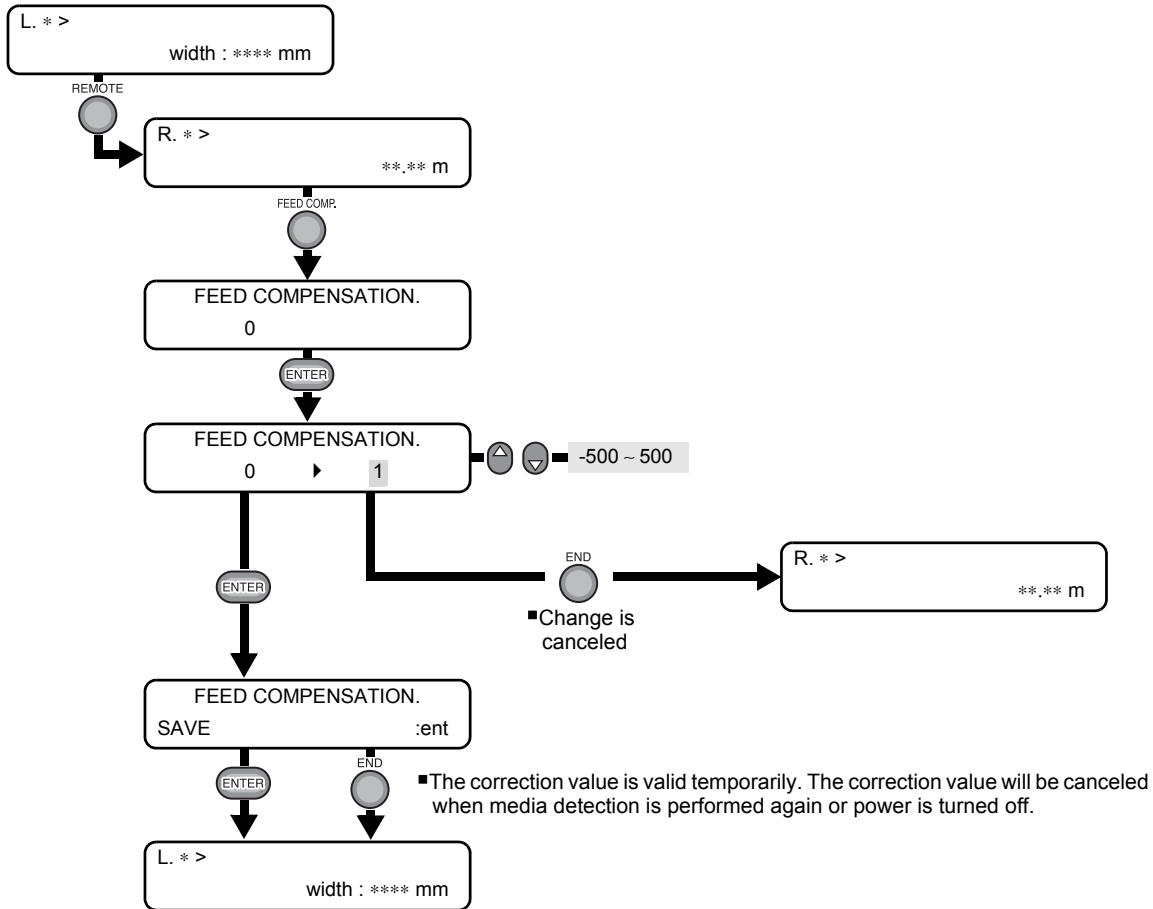 L. * >
width : **** mm
REMOTE
R. * >
**.** m
FEED COMP.
FEED COMPENSATION.
0
ENTER
FEED COMPENSATION.
0 ▸ 1
-500 ~ 500
ENTER
END
■Change is
canceled
R. * >
**.** m
FEED COMPENSATION.
SAVE :ent
ENTER
END
■The correction value is valid temporarily. The correction value will be canceled
when media detection is performed again or power is turned off.
L. * >
width : **** mm